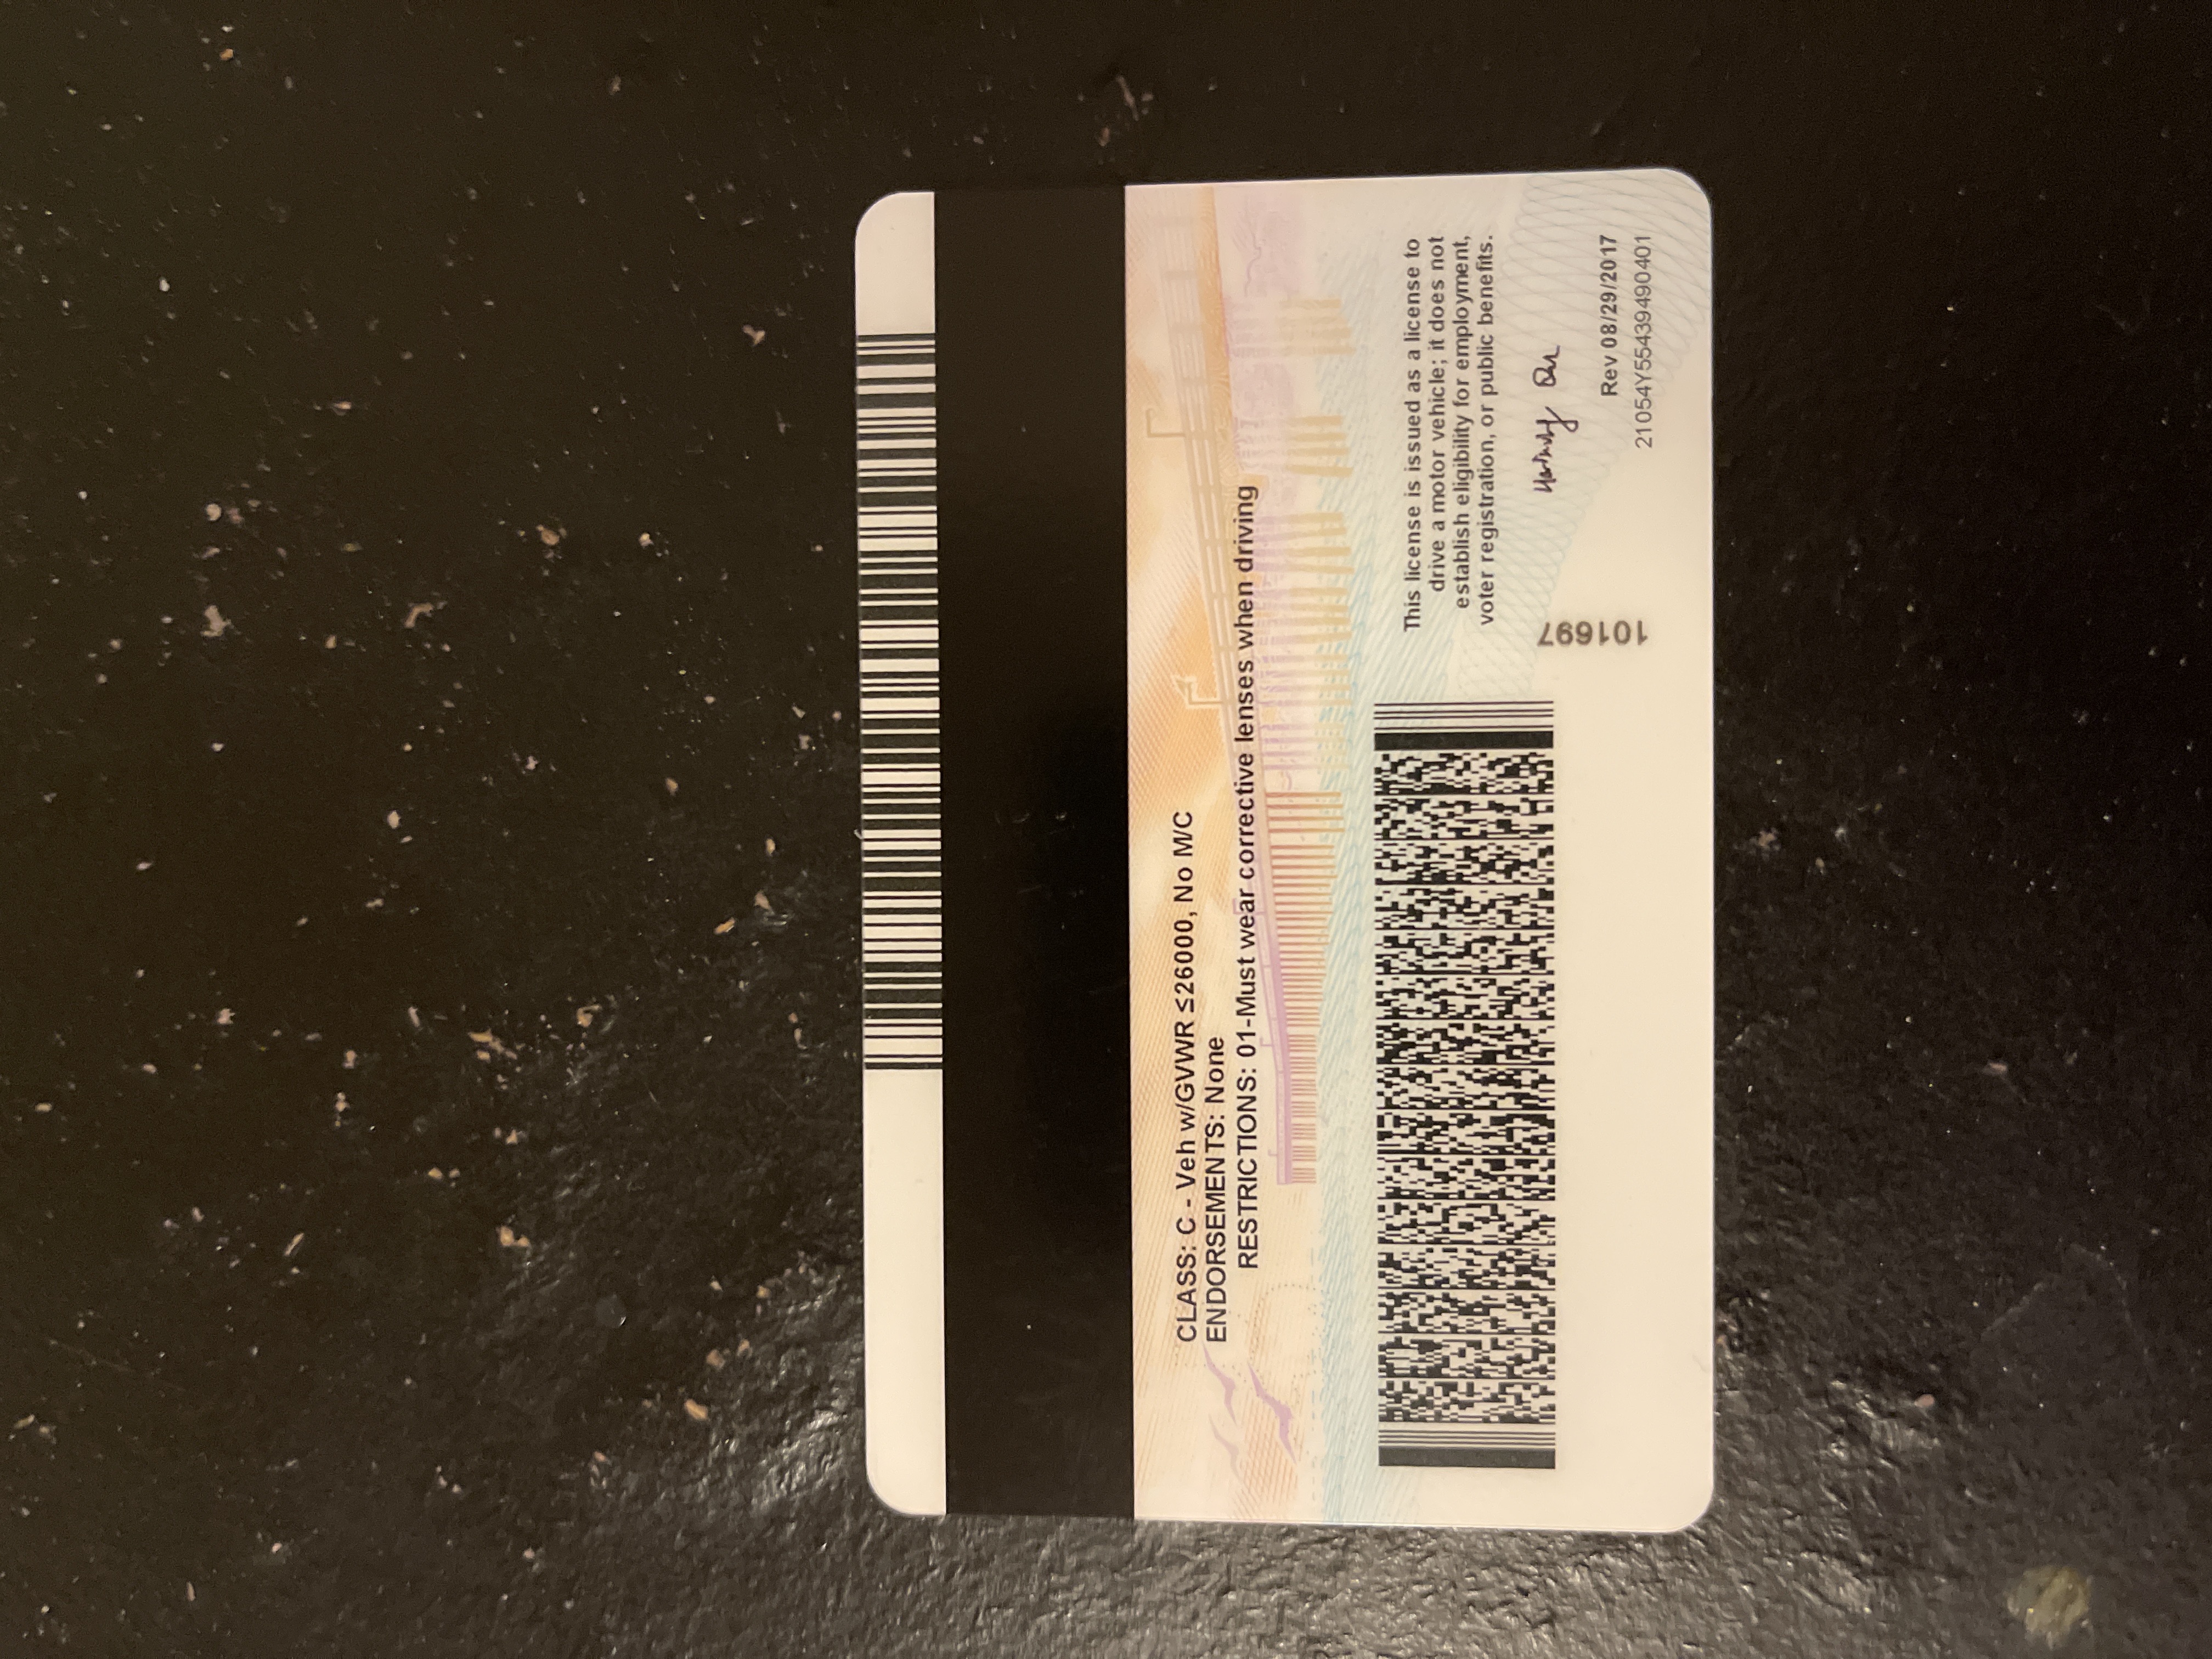 CLASS: C - Veh w/GVWR ≤26000, No M/C
ENDORSEMENTS: None
RESTRICTIONS: 01-Must wear corrective lenses when driving
This license is issued as a license to
drive a motor vehicle; it does not
establish eligibility for employment,
voter registration, or public benefits.
101697
Rev 08/29/2017
21054Y55439490401